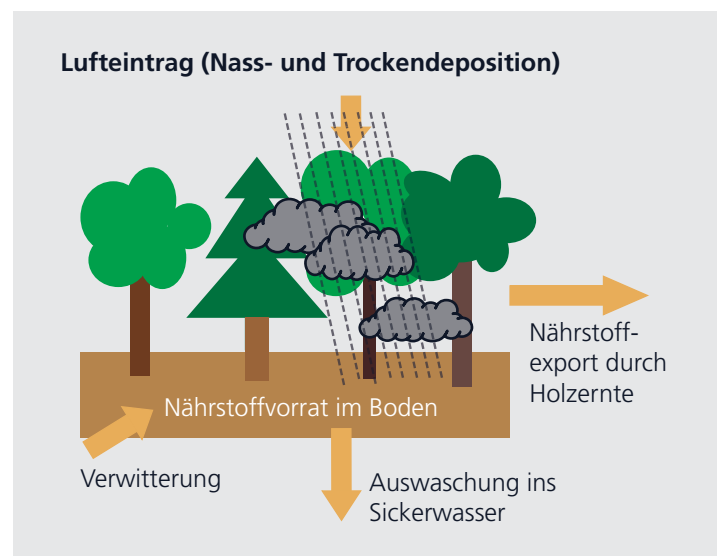 Lufteintrag (Nass- und Trockendeposition)
Nährstoff-
export durch
Holzernte
Nährstoffvorrat im Boden
Verwitterung
Auswaschung ins
Sickerwasser